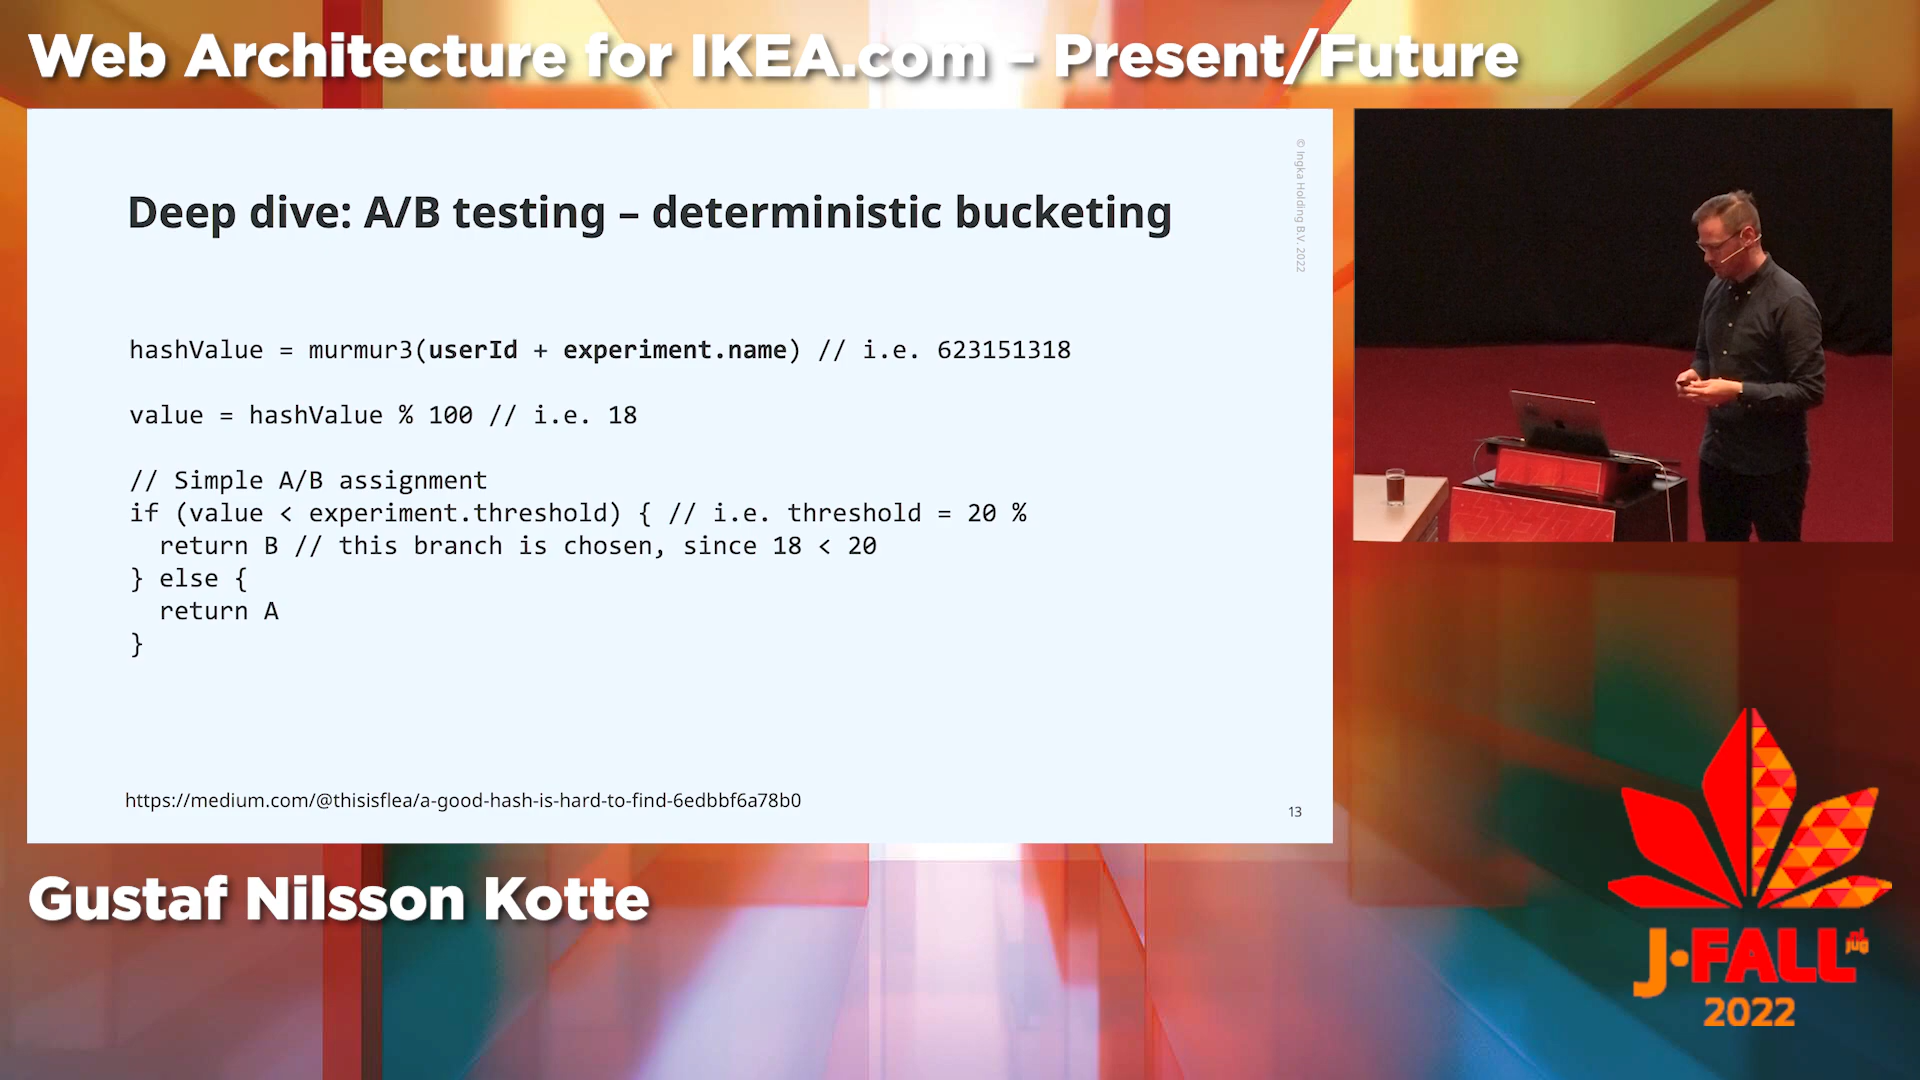 Web Architecture for IKEA.com – Present/Future
© Ingka Holding B.V. 2022
Deep dive: A/B testing – deterministic bucketing
hashValue = murmur3(userId + experiment.name) // i.e. 623151318
value = hashValue % 100 // i.e. 18
// Simple A/B assignment
if (value < experiment.threshold) { // i.e. threshold = 20 %
  return B // this branch is chosen, since 18 < 20
} else {
  return A
}
https://medium.com/@thisisflea/a-good-hash-is-hard-to-find-6edbbf6a78b0
13
Gustaf Nilsson Kotte
J-FALL
nl jug
2022